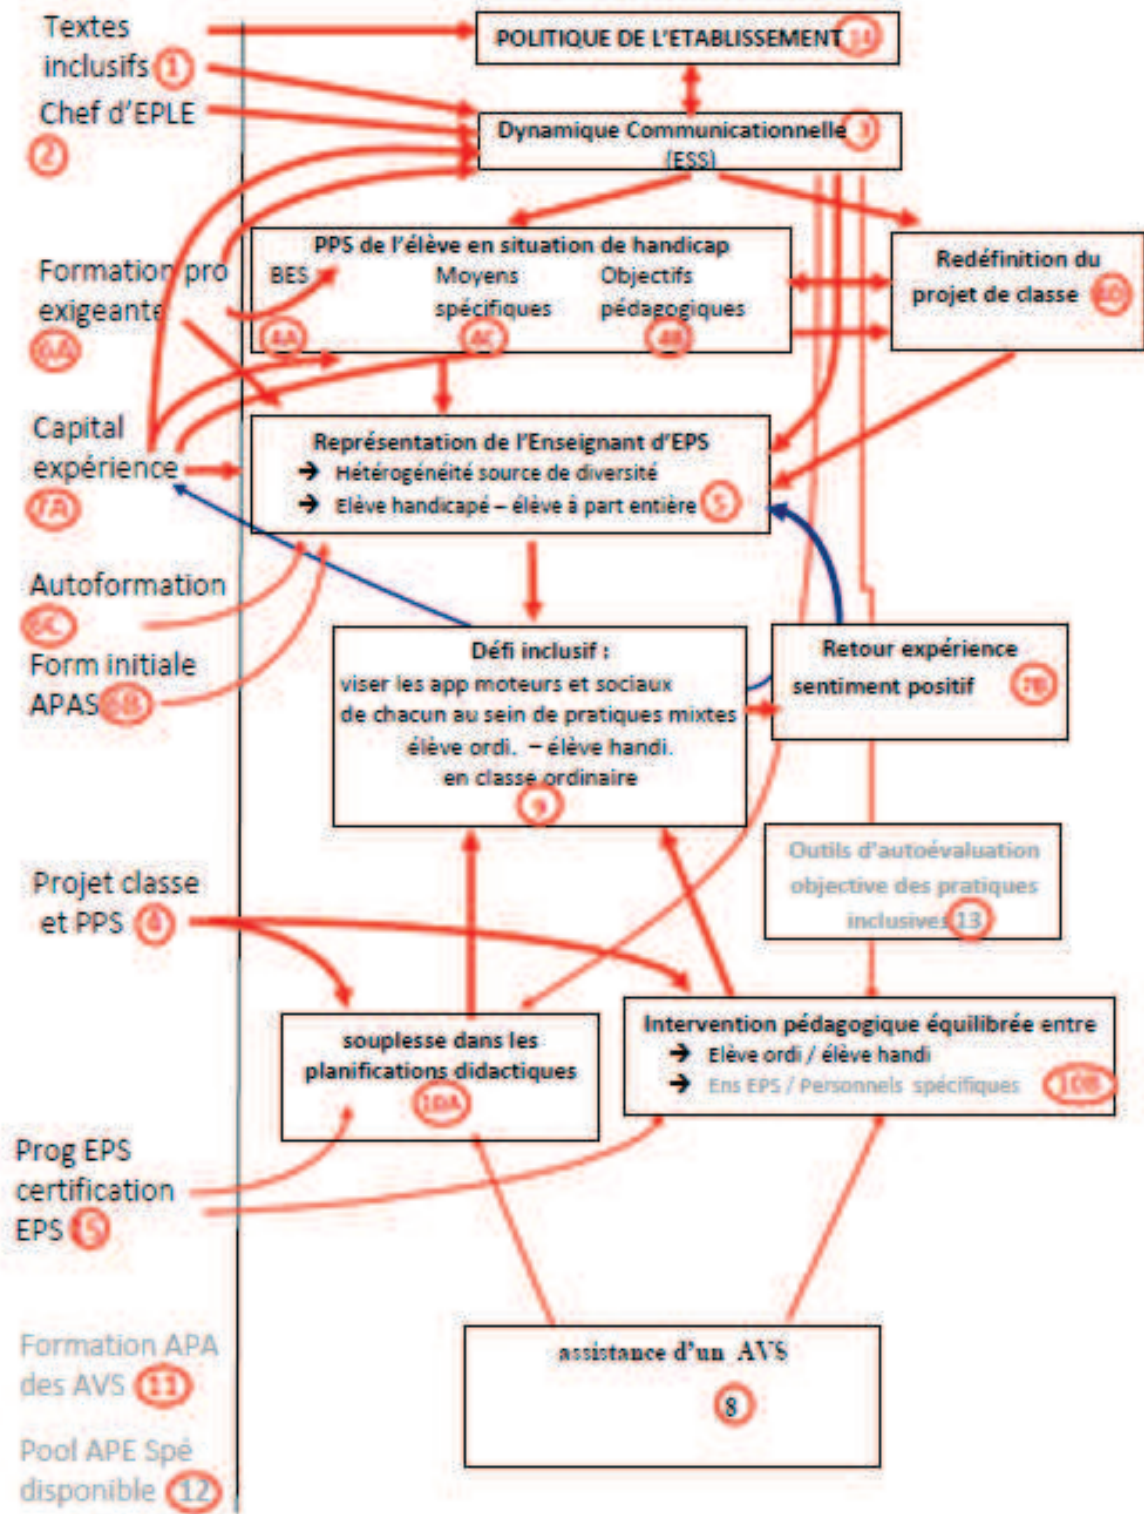 Textes
inclusifs 1
Chef d'EPLE
2
Formation pro
exigeante
6A
Capital
expérience
7A
Autoformation
6C
Form initiale
APAS 6B
Projet classe
et PPS 4
Prog EPS
certification
EPS 15
Formation APA
des AVS 11
Pool APE Spé
disponible 12
POLITIQUE DE L'ETABLISSEMENT 14
Dynamique Communicationnelle 3
(ESS)
PPS de l'élève en situation de handicap
BES Moyens Objectifs
spécifiques pédagogiques
4A 4C 4B
Redéfinition du
projet de classe
Représentation de l'Enseignant d'EPS
→ Hétérogénéité source de diversité
→ Elève handicapé – élève à part entière 5
Défi inclusif :
viser les app moteurs et sociaux
de chacun au sein de pratiques mixtes
élève ordi. – élève handi.
en classe ordinaire
9
Retour expérience
sentiment positif 7B
Outils d'autoévaluation
objective des pratiques
inclusives 13
souplesse dans les
planifications didactiques
10A
Intervention pédagogique équilibrée entre
→ Elève ordi / élève handi
→ Ens EPS / Personnels spécifiques 10B
assistance d'un AVS
8